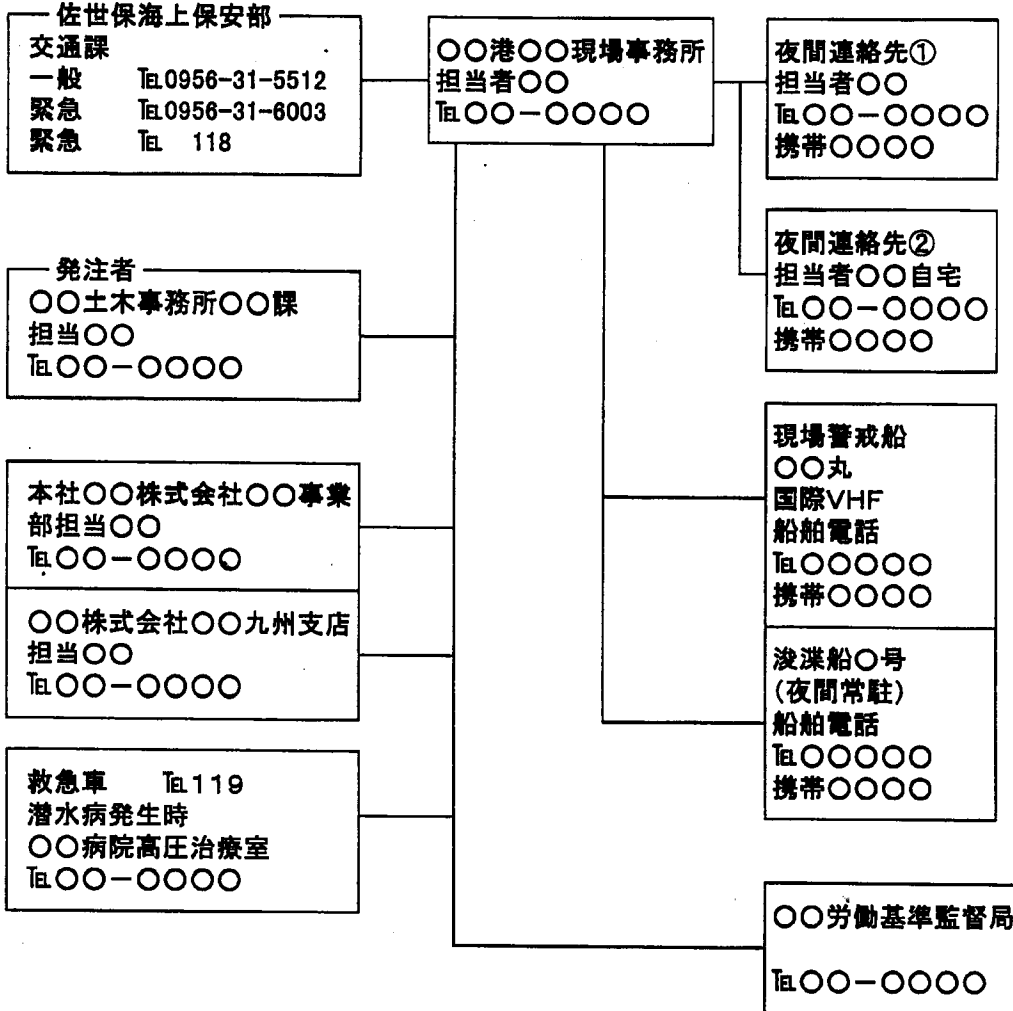 佐世保海上保安部
交通課
一般 ℡0956-31-5512
緊急 ℡0956-31-6003
緊急 ℡ 118
○○港○○現場事務所
担当者○○
℡○○-○○○○
夜間連絡先①
担当者○○
℡○○-○○○○
携帯○○○○
夜間連絡先②
担当者○○自宅
℡○○-○○○○
携帯○○○○
発注者
○○土木事務所○○課
担当○○
℡○○-○○○○
本社○○株式会社○○事業
部担当○○
℡○○-○○○○
○○株式会社○○九州支店
担当○○
℡○○-○○○○
救急車 ℡119
潜水病発生時
○○病院高圧治療室
℡○○-○○○○
現場警戒船
○○丸
国際VHF
船舶電話
℡○○○○○
携帯○○○○
浚渫船○号
(夜間常駐)
船舶電話
℡○○○○○
携帯○○○○
○○労働基準監督局
℡○○-○○○○